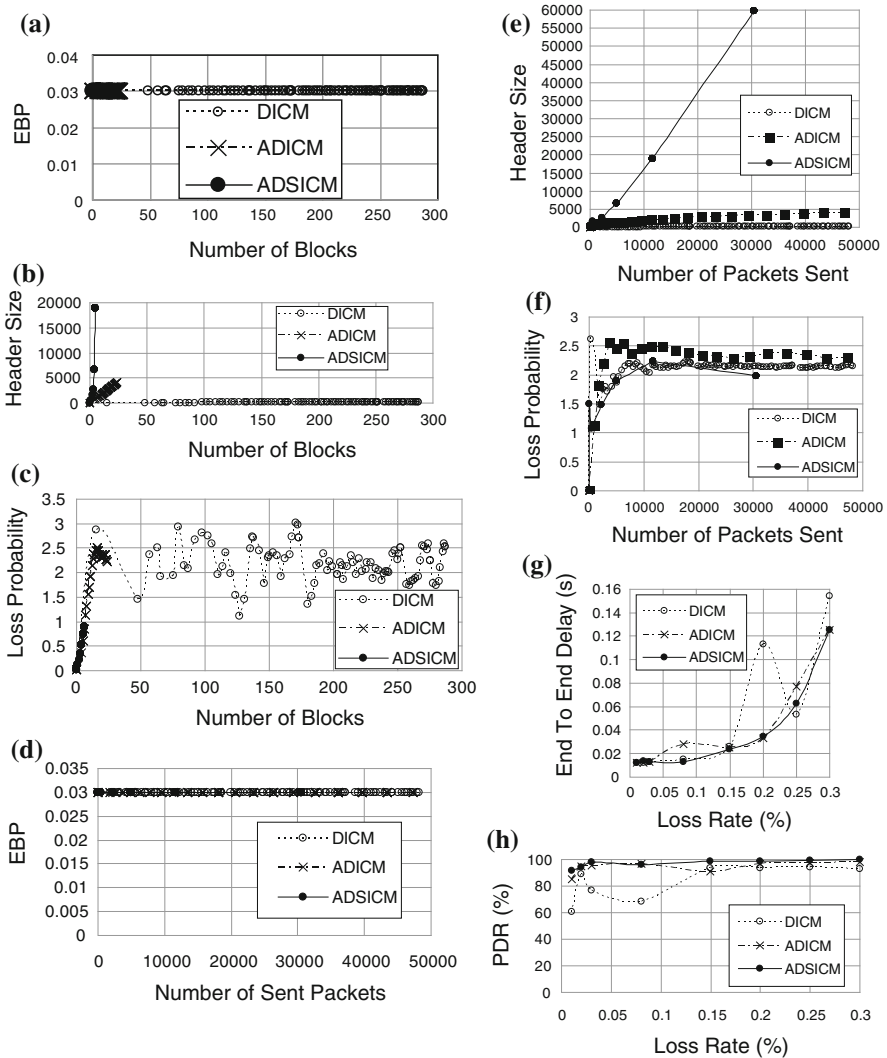 (a)
0.04
0.03
0.02
0.01
0
EBP
DICM
ADICM
ADSICM
0 50 100 150 200 250 300
Number of Blocks
(b)
20000
15000
10000
5000
0
Header Size
DICM
ADICM
ADSICM
0 50 100 150 200 250 300
Number of Blocks
(c)
3.5
3
2.5
2
1.5
1
0.5
0
Loss Probability
DICM
ADICM
ADSICM
0 50 100 150 200 250 300
Number of Blocks
(d)
0.035
0.03
0.025
0.02
0.015
0.01
0.005
0
EBP
DICM
ADICM
ADSICM
0 10000 20000 30000 40000 50000
Number of Sent Packets
(e)
60000
55000
50000
45000
40000
35000
30000
25000
20000
15000
10000
5000
0
Header Size
DICM
ADICM
ADSICM
0 10000 20000 30000 40000 50000
Number of Packets Sent
(f)
3
2.5
2
1.5
1
0.5
0
Loss Probability
DICM
ADICM
ADSICM
0 10000 20000 30000 40000 50000
Number of Packets Sent
(g)
0.16
0.14
0.12
0.1
0.08
0.06
0.04
0.02
0
End To End Delay (s)
DICM
ADICM
ADSICM
0 0.05 0.1 0.15 0.2 0.25 0.3
Loss Rate (%)
(h)
100
80
60
40
20
0
PDR (%)
DICM
ADICM
ADSICM
0 0.05 0.1 0.15 0.2 0.25 0.3
Loss Rate (%)